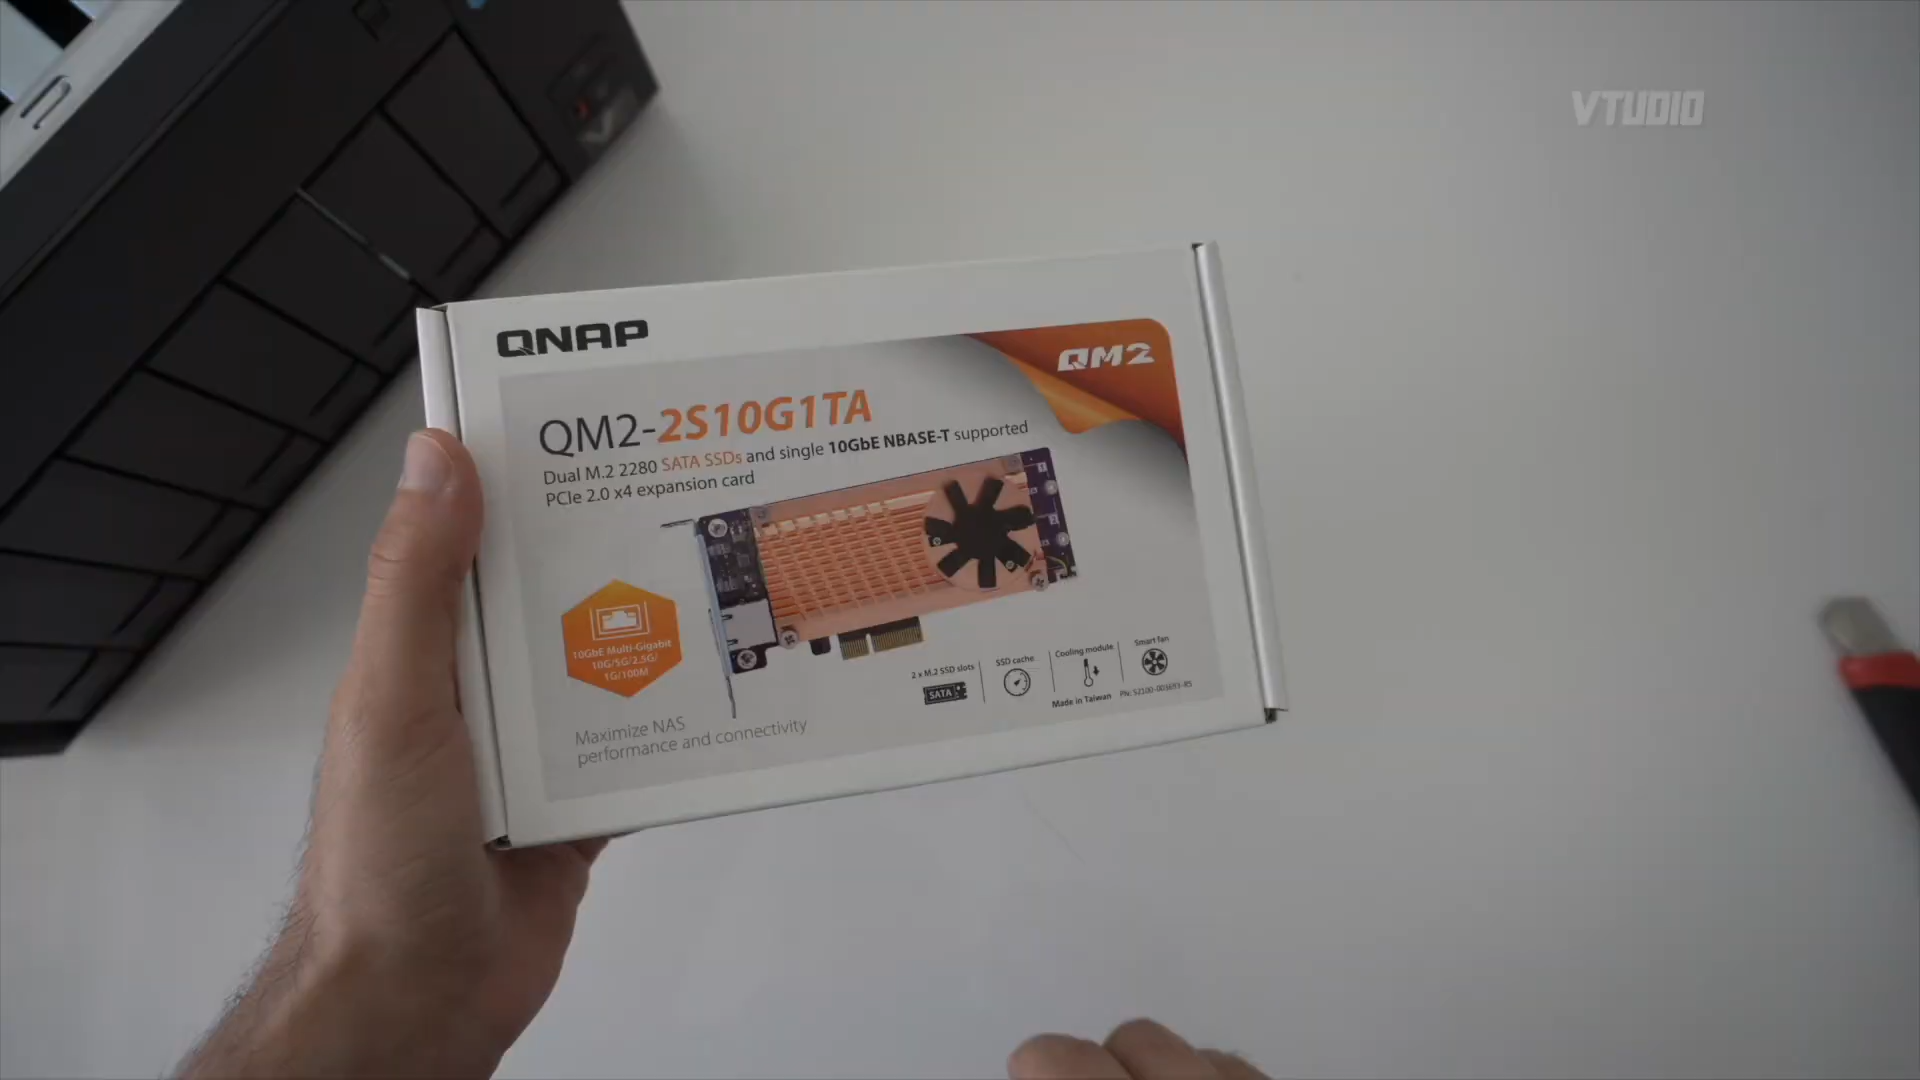 VTUDIO
QNAP
QM2
QM2-2S10G1TA
Dual M.2 2280 SATA SSDs and single 10GbE NBASE-T supported
PCIe 2.0 x4 expansion card
10GbE Multi-Gigabit
10G/5G/2.5G/
1G/100M
2 x M.2 SSD slots
SATA
SSD cache
Cooling module
Smart fan
Made in Taiwan
Maximize NAS
performance and connectivity